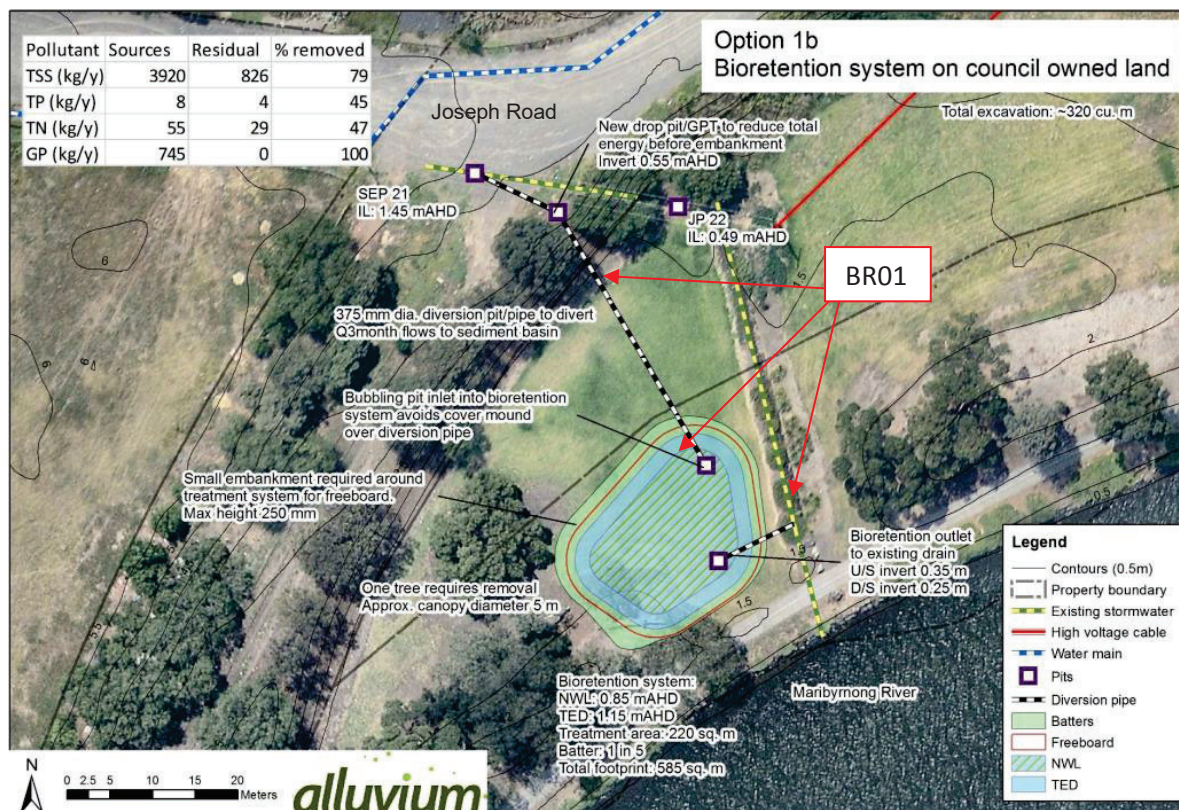 Pollutant Sources Residual % removed
TSS (kg/y) 3920 826 79
TP (kg/y) 8 4 45
TN (kg/y) 55 29 47
GP (kg/y) 745 0 100
Option 1b
Bioretention system on council owned land
Total excavation: ~320 cu. m
Joseph Road
New drop pit/GPT to reduce total
energy before embankment
Invert 0.55 mAHD
SEP 21
IL: 1.45 mAHD
JP 22
IL: 0.49 mAHD
BR01
375 mm dia. diversion pit/pipe to divert
Q3month flows to sediment basin
Bubbling pit inlet into bioretention
system avoids cover mound
over diversion pipe
Small embankment required around
treatment system for freeboard.
Max height 250 mm
One tree requires removal
Approx. canopy diameter 5 m
Bioretention outlet
to existing drain
U/S invert 0.35 m
D/S invert 0.25 m
Bioretention system:
NWL: 0.85 mAHD
TED: 1.15 mAHD
Treatment area: 220 sq. m
Batter: 1 in 5
Total footprint: 585 sq. m
Maribyrnong River
6
6
6
5.5
1.5
2
0.5
1.5
Legend
Contours (0.5m)
Property boundary
Existing stormwater
High voltage cable
Water main
Pits
Diversion pipe
Batters
Freeboard
NWL
TED
N
0 2.5 5 10 15 20
Meters
alluvium